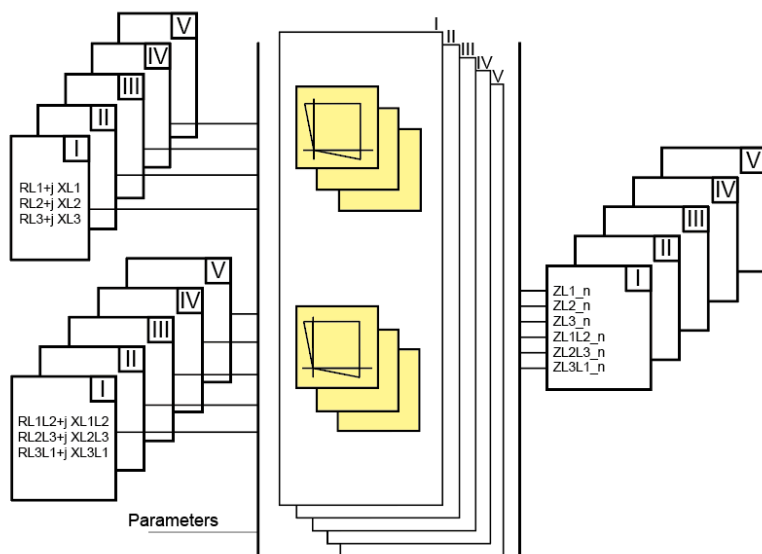 V
IV
III
II
I
RL1+j XL1
RL2+j XL2
RL3+j XL3
V
IV
III
II
I
RL1L2+j XL1L2
RL2L3+j XL2L3
RL3L1+j XL3L1
Parameters
I
II
III
IV
V
V
IV
III
II
I
ZL1_n
ZL2_n
ZL3_n
ZL1L2_n
ZL2L3_n
ZL3L1_n